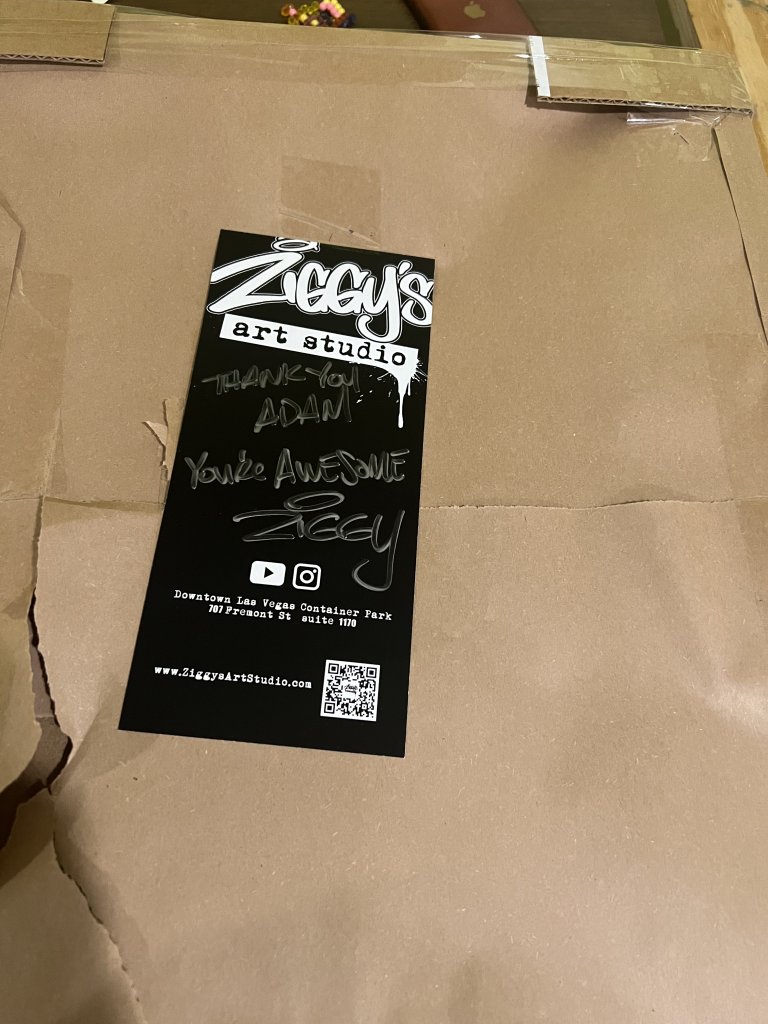 Ziggy's
art studio
THANK YOU
ADAM
You're AWESOME
ZIGGY
Downtown Las Vegas Container Park
707 Fremont St suite 1170
www.ZiggysArtStudio.com